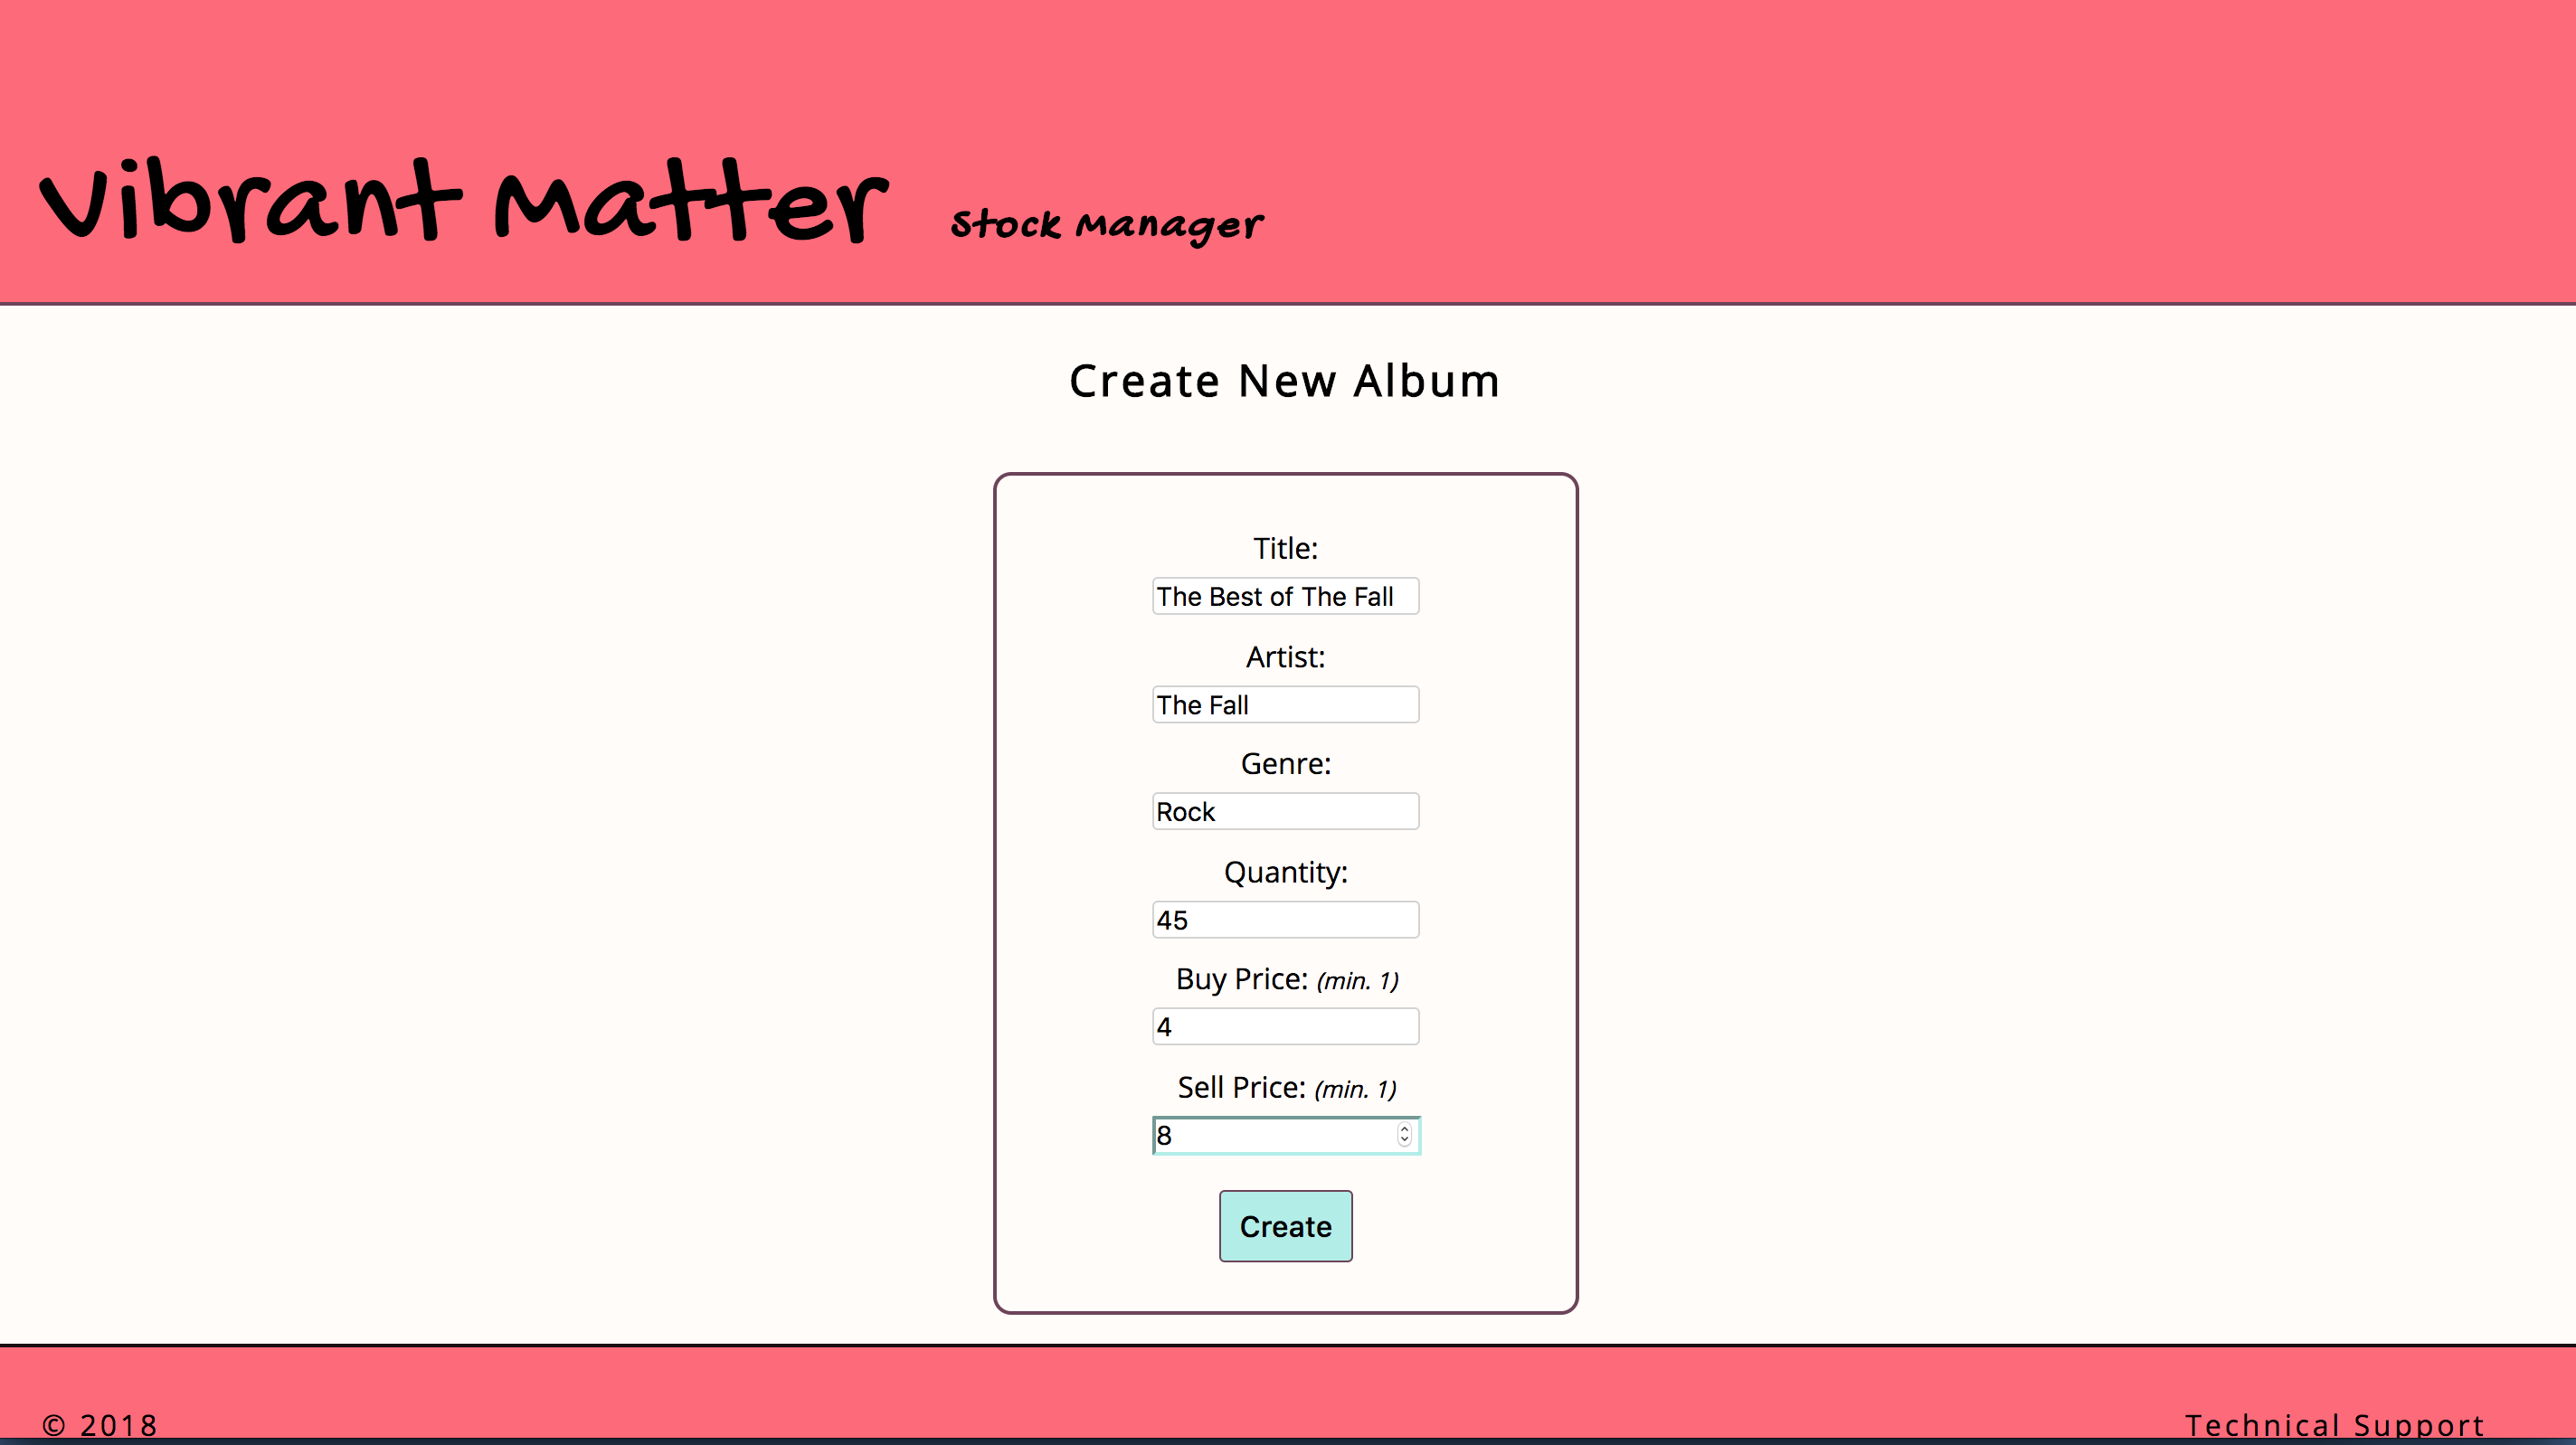 Vibrant Matter Stock Manager
Create New Album
Title:
The Best of The Fall
Artist:
The Fall
Genre:
Rock
Quantity:
45
Buy Price: (min. 1)
4
Sell Price: (min. 1)
8
Create
© 2018 Technical Support